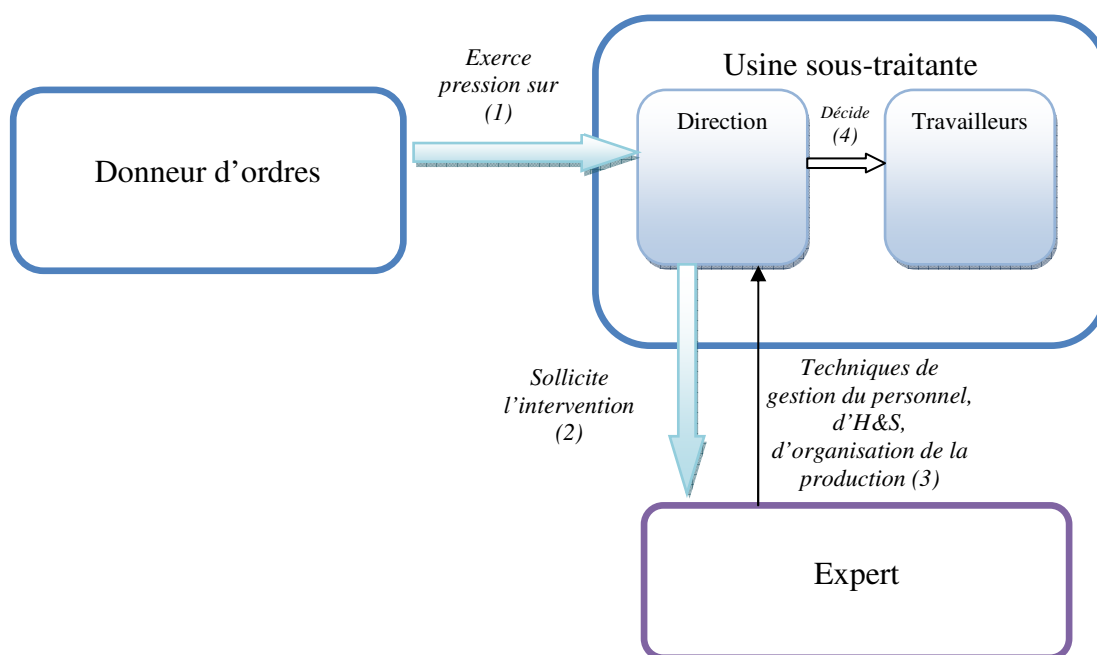 Exerce
pression sur
(1)
Usine sous-traitante
Donneur d’ordres
Direction
Décide
(4)
Travailleurs
Sollicite
l’intervention
(2)
Techniques de
gestion du personnel,
d’H&S,
d’organisation de la
production (3)
Expert